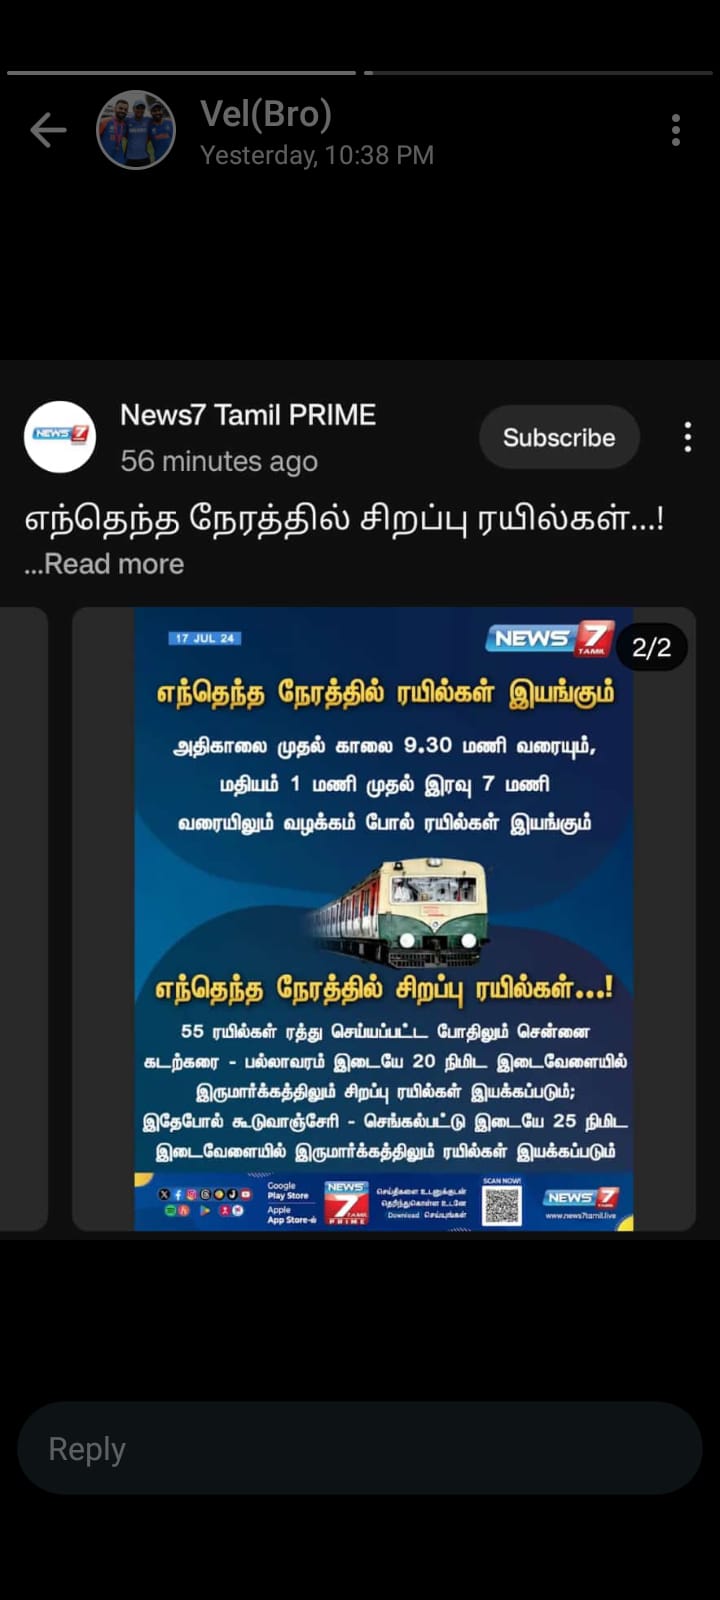 Vel(Bro)
Yesterday, 10:38 PM
News7 Tamil PRIME
56 minutes ago
Subscribe
எந்தெந்த நேரத்தில் சிறப்பு ரயில்கள்...!
...Read more
17 JUL 24
NEWS 7
TAMIL
2/2
எந்தெந்த நேரத்தில் ரயில்கள் இயங்கும்
அதிகாலை முதல் காலை 9.30 மணி வரையும்,
மதியம் 1 மணி முதல் இரவு 7 மணி
வரையிலும் வழக்கம் போல் ரயில்கள் இயங்கும்
எந்தெந்த நேரத்தில் சிறப்பு ரயில்கள்...!
55 ரயில்கள் ரத்து செய்யப்பட்ட போதிலும் சென்னை
கடற்கரை - பல்லாவரம் இடையே 20 நிமிட இடைவேளையில்
இருமார்க்கத்திலும் சிறப்பு ரயில்கள் இயக்கப்படும்;
இதேபோல் கூடுவாஞ்சேரி - செங்கல்பட்டு இடையே 25 நிமிட
இடைவேளையில் இருமார்க்கத்திலும் ரயில்கள் இயக்கப்படும்
Google
Play Store
Apple
App Store-ல்
NEWS
7
TAMIL
PRIME
செய்திகளை உடனுக்குடன்
தெரிந்துகொள்ள உடனே
Download செய்யுங்கள்
SCAN NOW!
NEWS 7
www.news7tamil.live
Reply